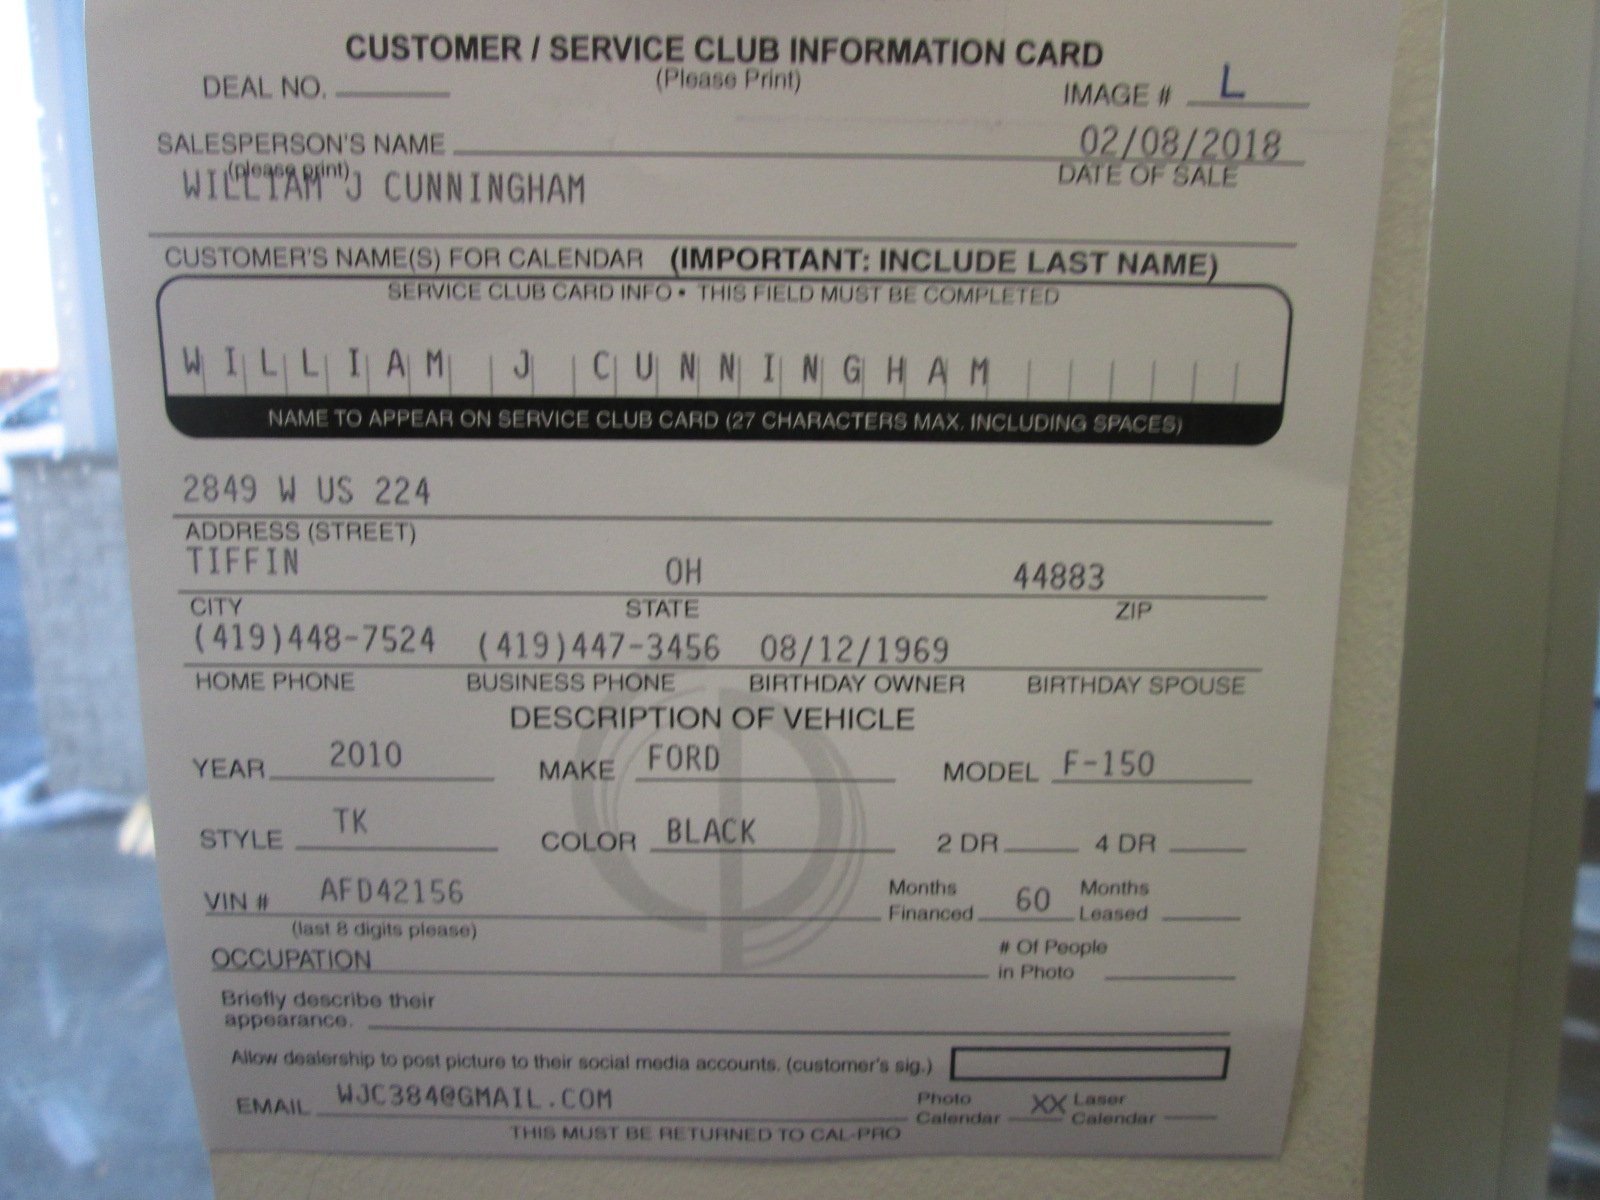 CUSTOMER / SERVICE CLUB INFORMATION CARD
(Please Print)
DEAL NO.
IMAGE # L
SALESPERSON'S NAME
02/08/2018
(please print)
DATE OF SALE
WILLIAM J CUNNINGHAM
CUSTOMER'S NAME(S) FOR CALENDAR (IMPORTANT: INCLUDE LAST NAME)
SERVICE CLUB CARD INFO • THIS FIELD MUST BE COMPLETED
WILLIAM J CUNNINGHAM
NAME TO APPEAR ON SERVICE CLUB CARD (27 CHARACTERS MAX. INCLUDING SPACES)
2849 W US 224
ADDRESS (STREET)
TIFFIN OH 44883
CITY STATE ZIP
(419)448-7524 (419)447-3456 08/12/1969
HOME PHONE BUSINESS PHONE BIRTHDAY OWNER BIRTHDAY SPOUSE
DESCRIPTION OF VEHICLE
YEAR 2010 MAKE FORD MODEL F-150
STYLE TK COLOR BLACK 2 DR 4 DR
VIN # AFD42156 Months Financed 60 Months Leased
(last 8 digits please)
OCCUPATION # Of People in Photo
Briefly describe their
appearance.
Allow dealership to post picture to their social media accounts. (customer's sig.)
EMAIL WJC384@GMAIL.COM Photo Calendar XX Laser Calendar
THIS MUST BE RETURNED TO CAL-PRO